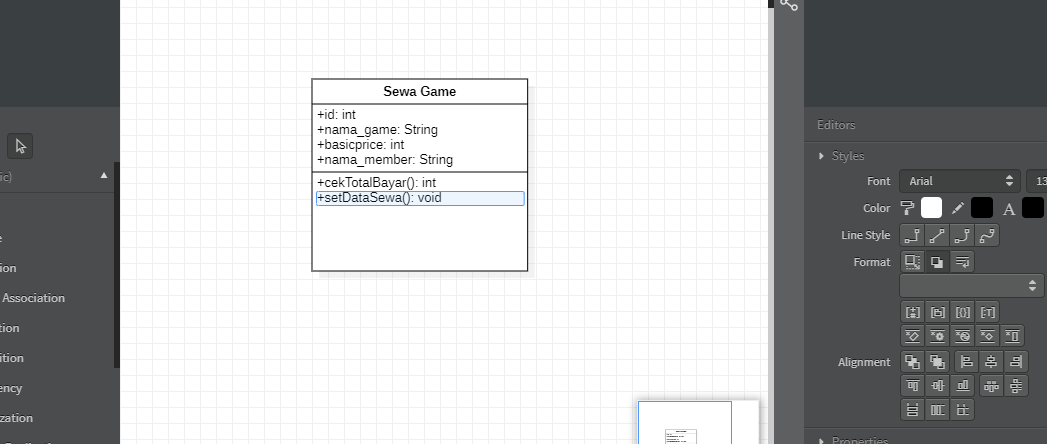 Sewa Game
+id: int
+nama_game: String
+basicprice: int
+nama_member: String
+cekTotalBayar(): int
+setDataSewa(): void
ic)
e
ion
Association
tion
ition
ency
zation
Editors
Styles
Font Arial 13
Color A
Line Style
Format
Alignment
Properties